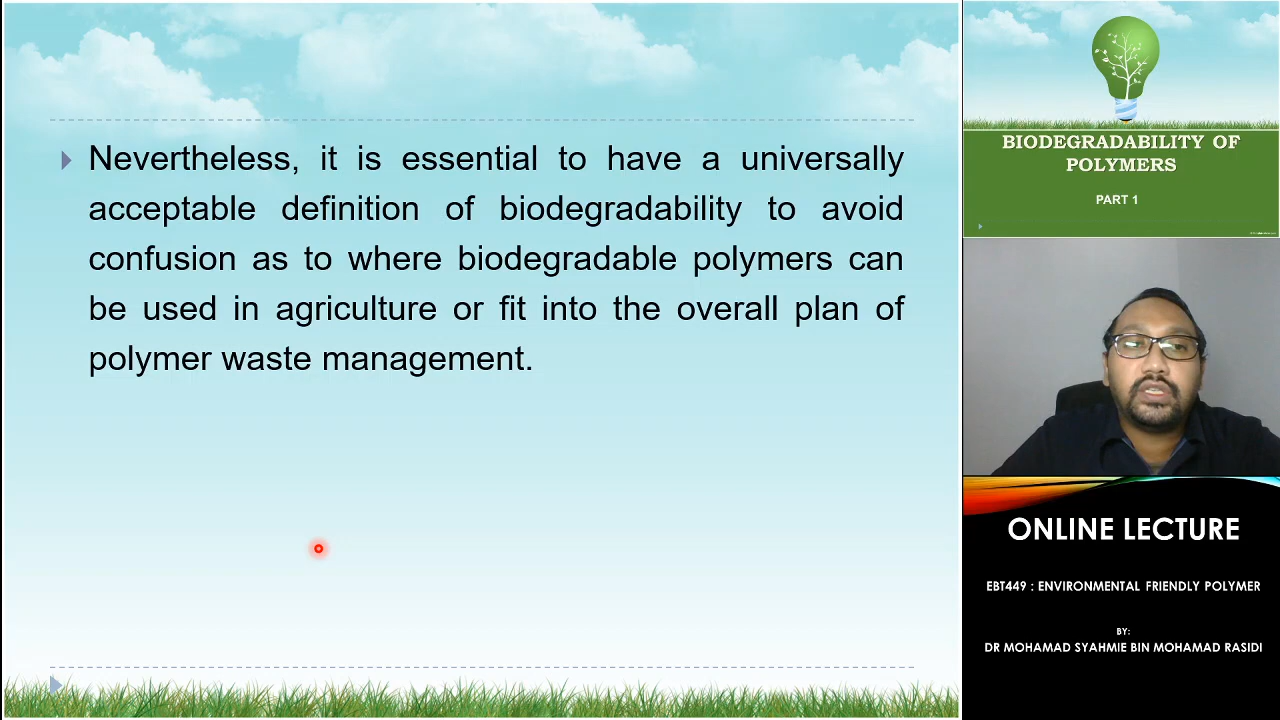 Nevertheless, it is essential to have a universally
acceptable definition of biodegradability to avoid
confusion as to where biodegradable polymers can
be used in agriculture or fit into the overall plan of
polymer waste management.
BIODEGRADABILITY OF
POLYMERS
PART 1
ONLINE LECTURE
EBT449 : ENVIRONMENTAL FRIENDLY POLYMER
BY:
DR MOHAMAD SYAHMIE BIN MOHAMAD RASIDI